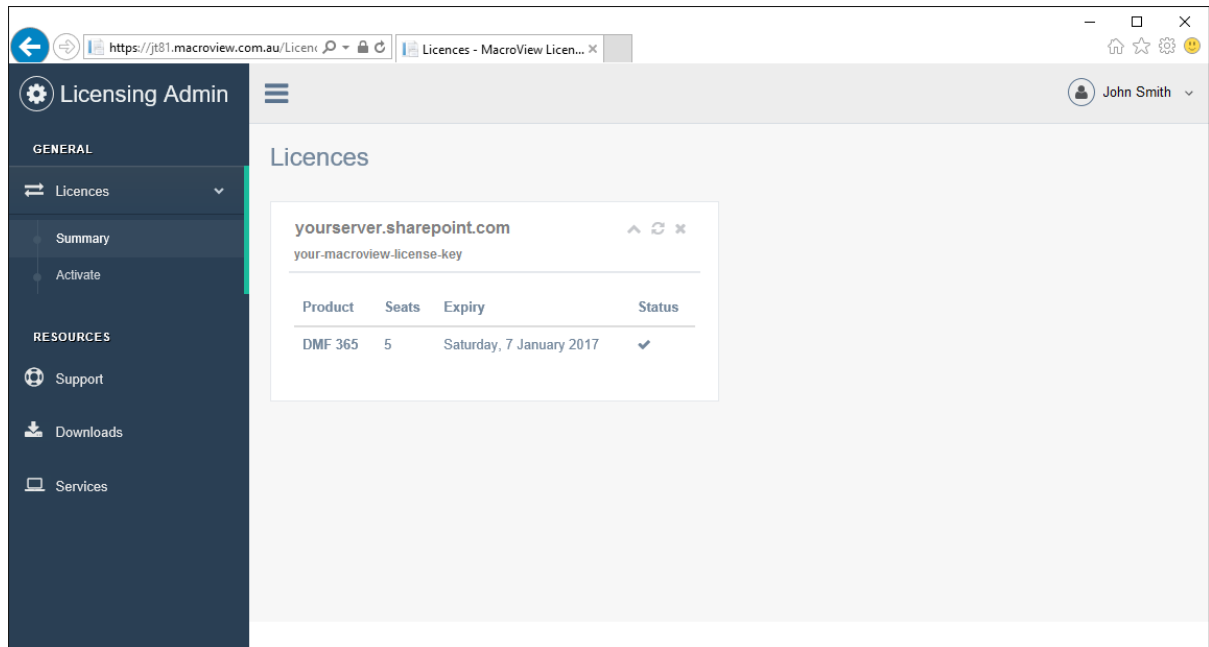 https://jt81.macroview.com.au/Licenc
Licences - MacroView Licen...
Licensing Admin
John Smith
GENERAL
Licences
Licences
Summary
Activate
yourserver.sharepoint.com
your-macroview-license-key
Product Seats Expiry Status
DMF 365 5 Saturday, 7 January 2017
RESOURCES
Support
Downloads
Services